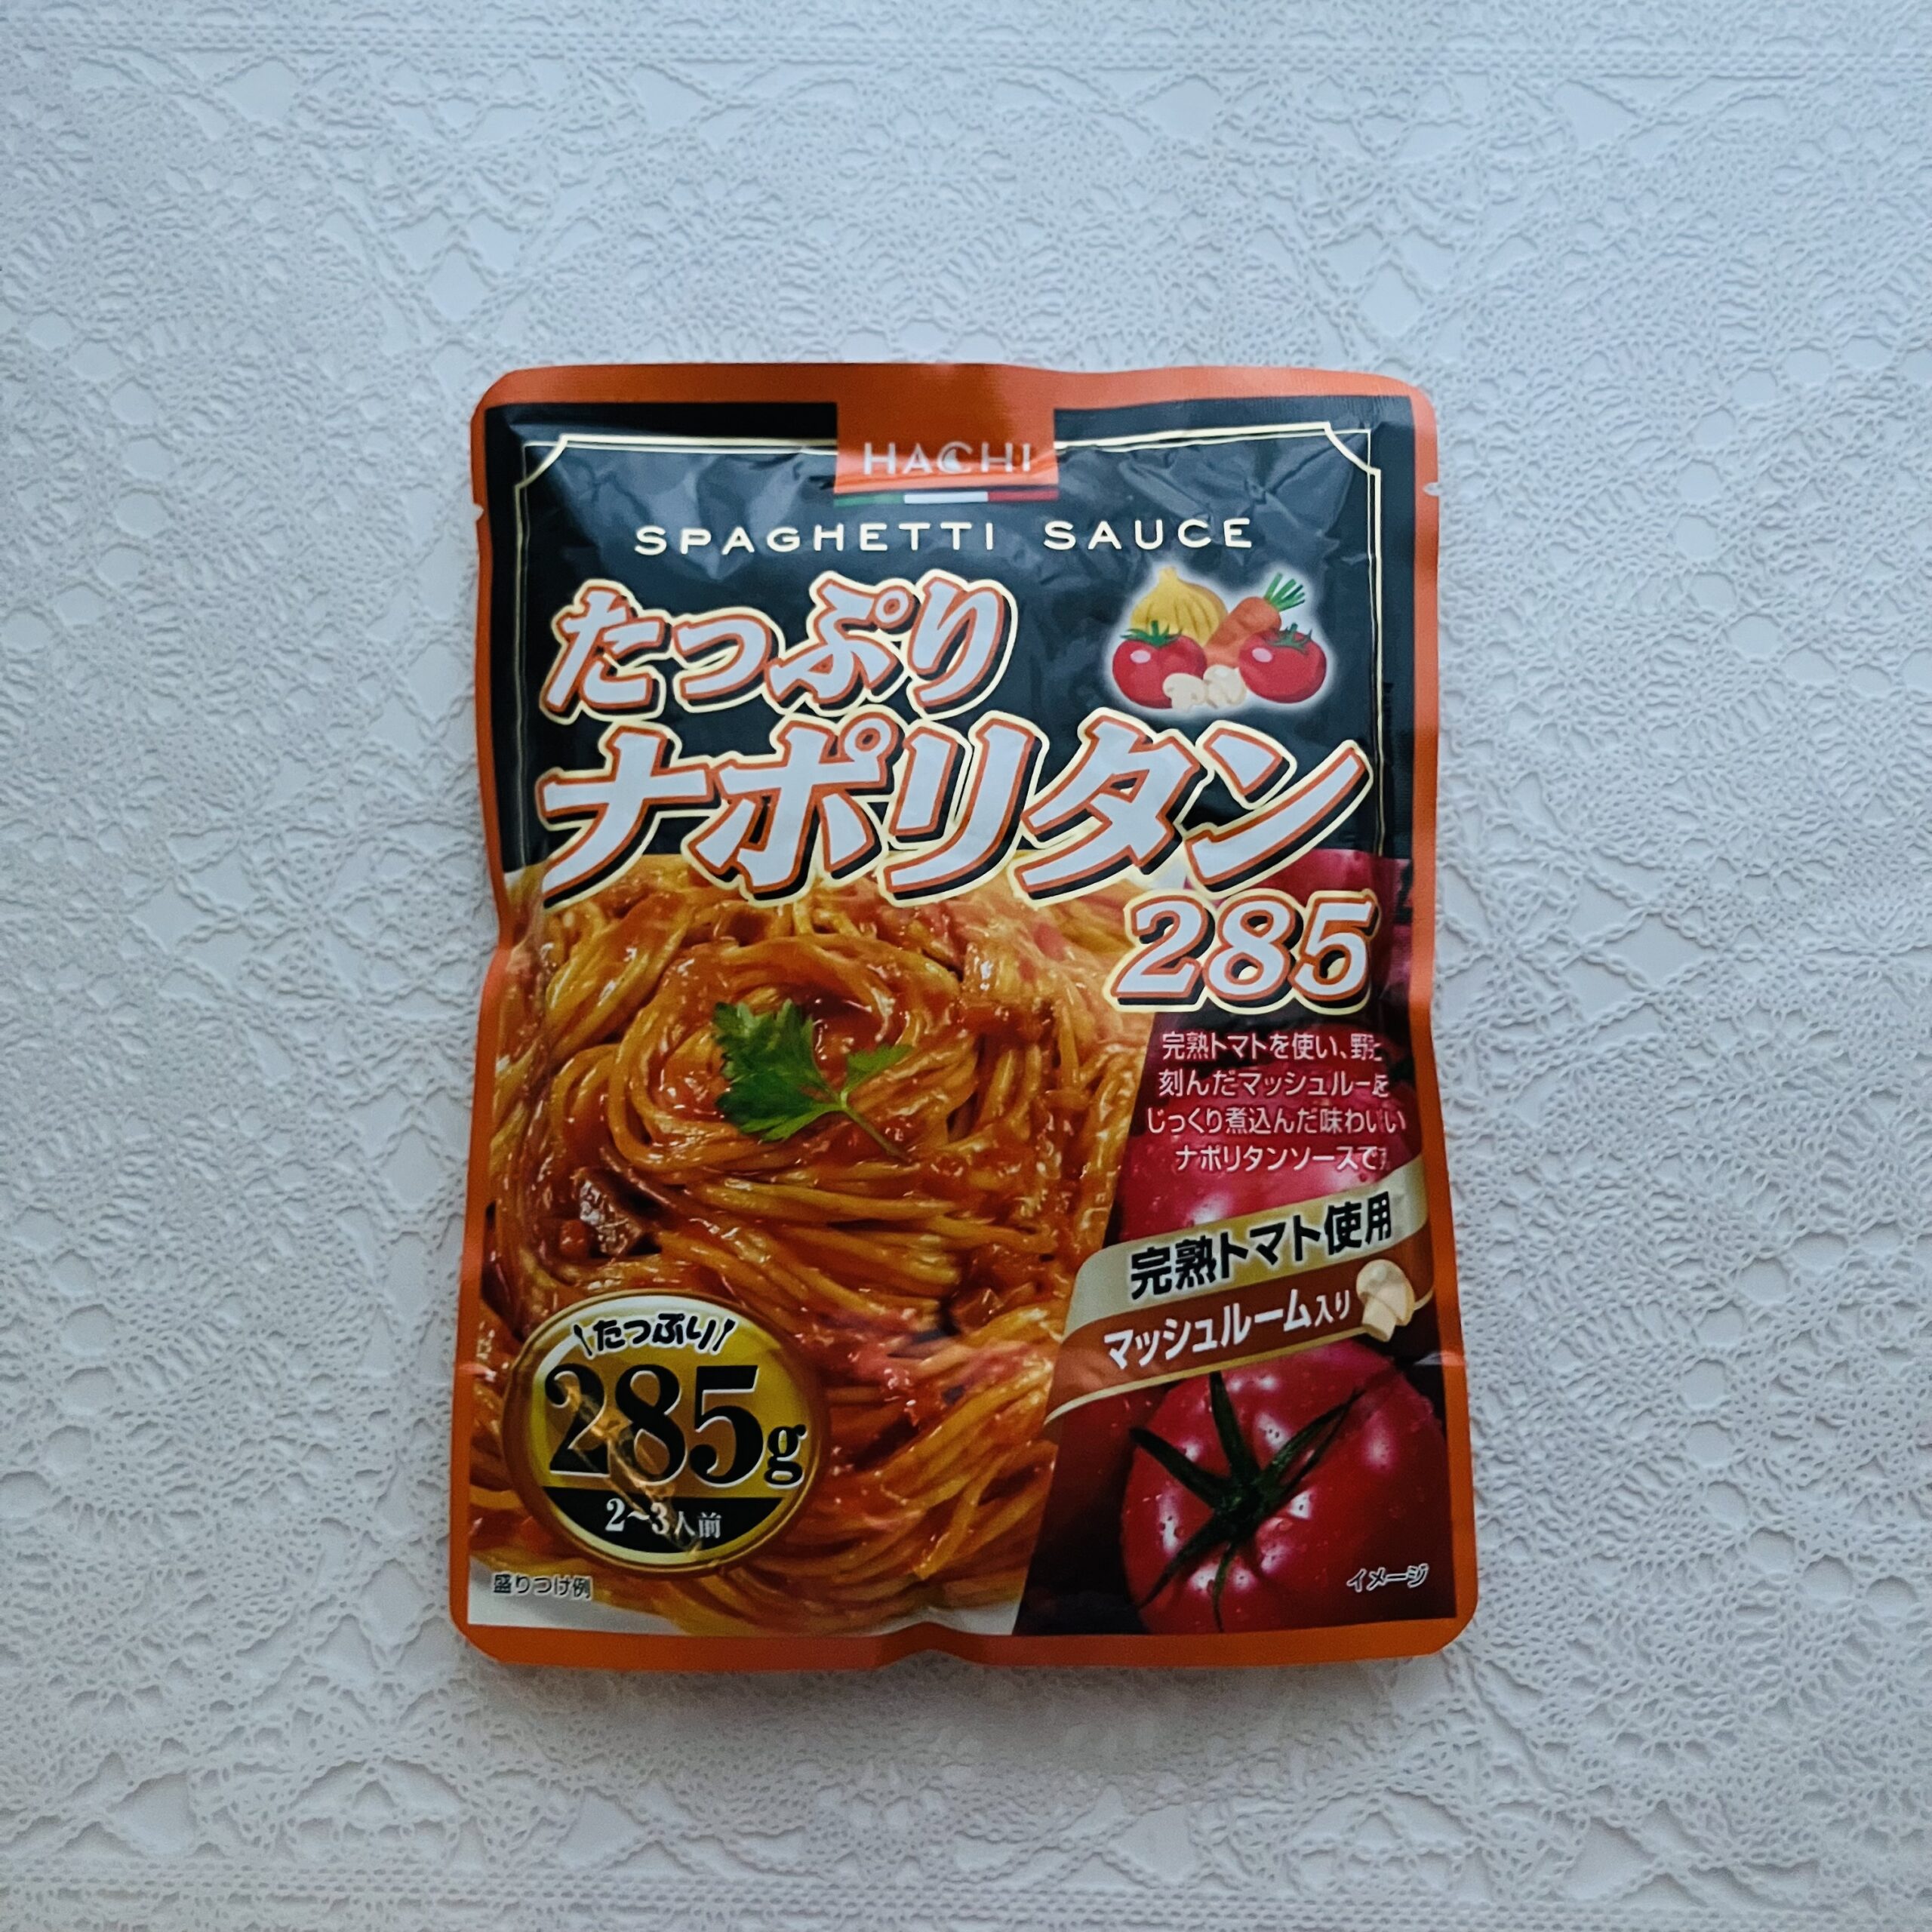 HACHI
SPAGHETTI SAUCE
たっぷり
ナポリタン
285
完熟トマトを使い、野
刻んだマッシュルー
じっくり煮込んだ味わい
ナポリタンソースで
完熟トマト使用
マッシュルーム入り
たっぷり
285g
2~3人前
盛りつけ例
イメージ